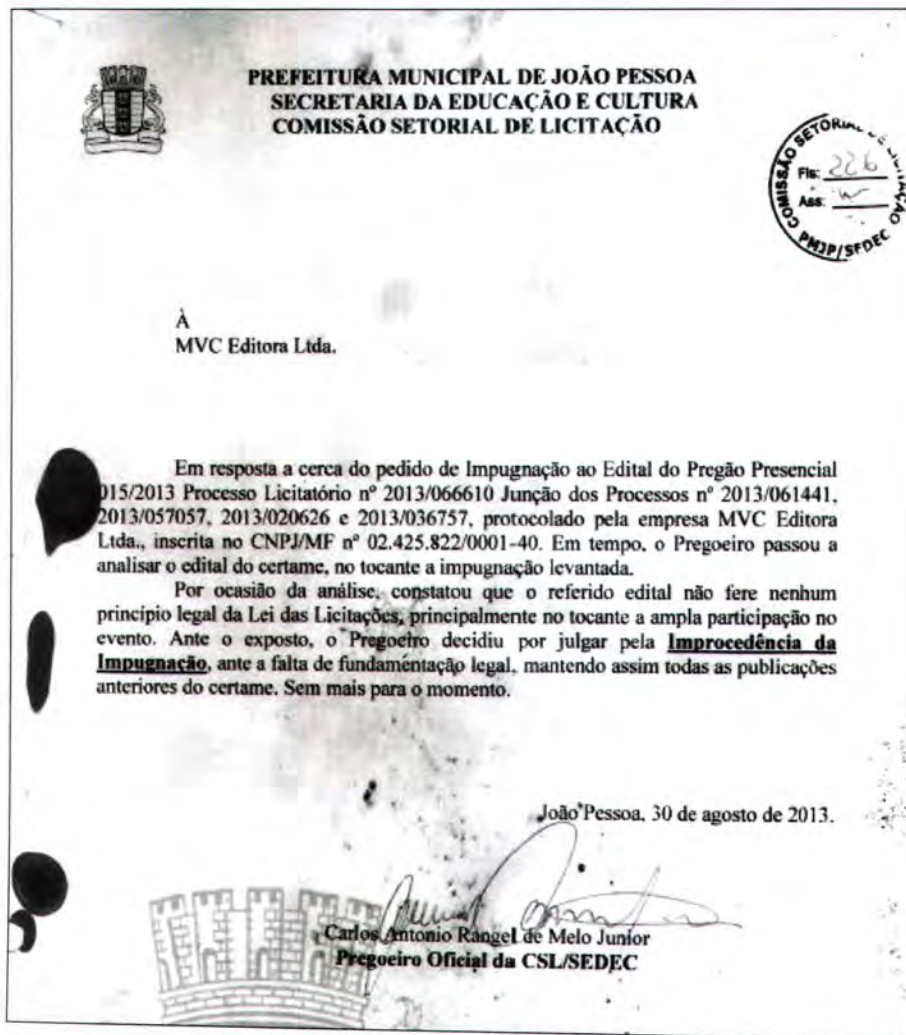 PREFEITURA MUNICIPAL DE JOÃO PESSOA
SECRETARIA DA EDUCAÇÃO E CULTURA
COMISSÃO SETORIAL DE LICITAÇÃO
COMISSÃO SETORIAL DE LICITAÇÃO
Fls: 226
Ass:
PMJP/SEDEC
À
MVC Editora Ltda.
Em resposta a cerca do pedido de Impugnação ao Edital do Pregão Presencial
015/2013 Processo Licitatório nº 2013/066610 Junção dos Processos nº 2013/061441,
2013/057057, 2013/020626 e 2013/036757, protocolado pela empresa MVC Editora
Ltda., inscrita no CNPJ/MF nº 02.425.822/0001-40. Em tempo, o Pregoeiro passou a
analisar o edital do certame, no tocante a impugnação levantada.
Por ocasião da análise, constatou que o referido edital não fere nenhum
princípio legal da Lei das Licitações, principalmente no tocante a ampla participação no
evento. Ante o exposto, o Pregoeiro decidiu por julgar pela Improcedência da
Impugnação, ante a falta de fundamentação legal, mantendo assim todas as publicações
anteriores do certame. Sem mais para o momento.
João Pessoa, 30 de agosto de 2013.
Carlos Antonio Rangel de Melo Junior
Pregoeiro Oficial da CSL/SEDEC